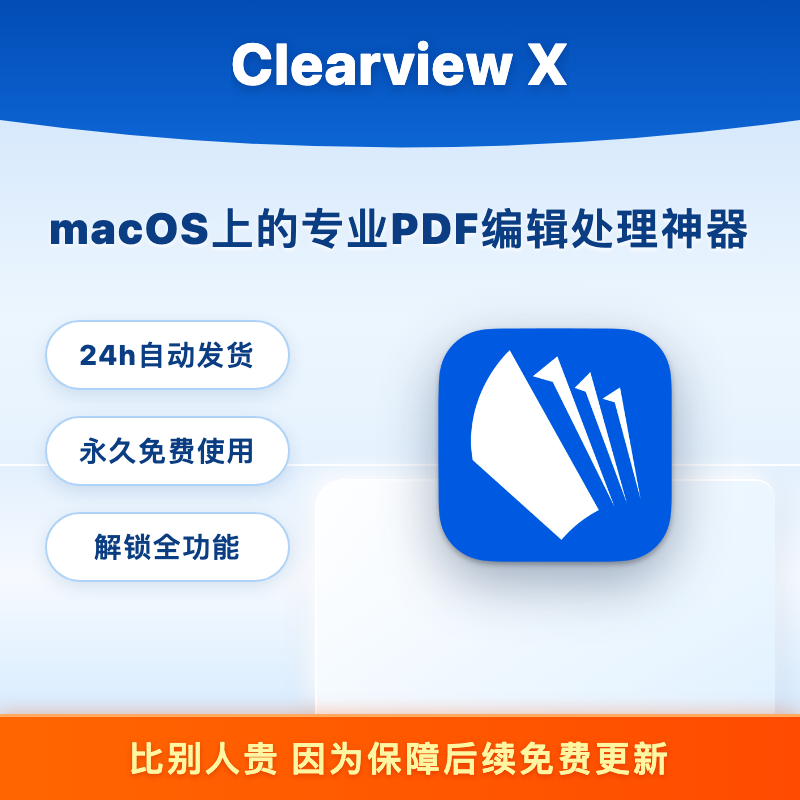 Clearview X
macOS上的专业PDF编辑处理神器
24h自动发货
永久免费使用
解锁全功能
比别人贵 因为保障后续免费更新